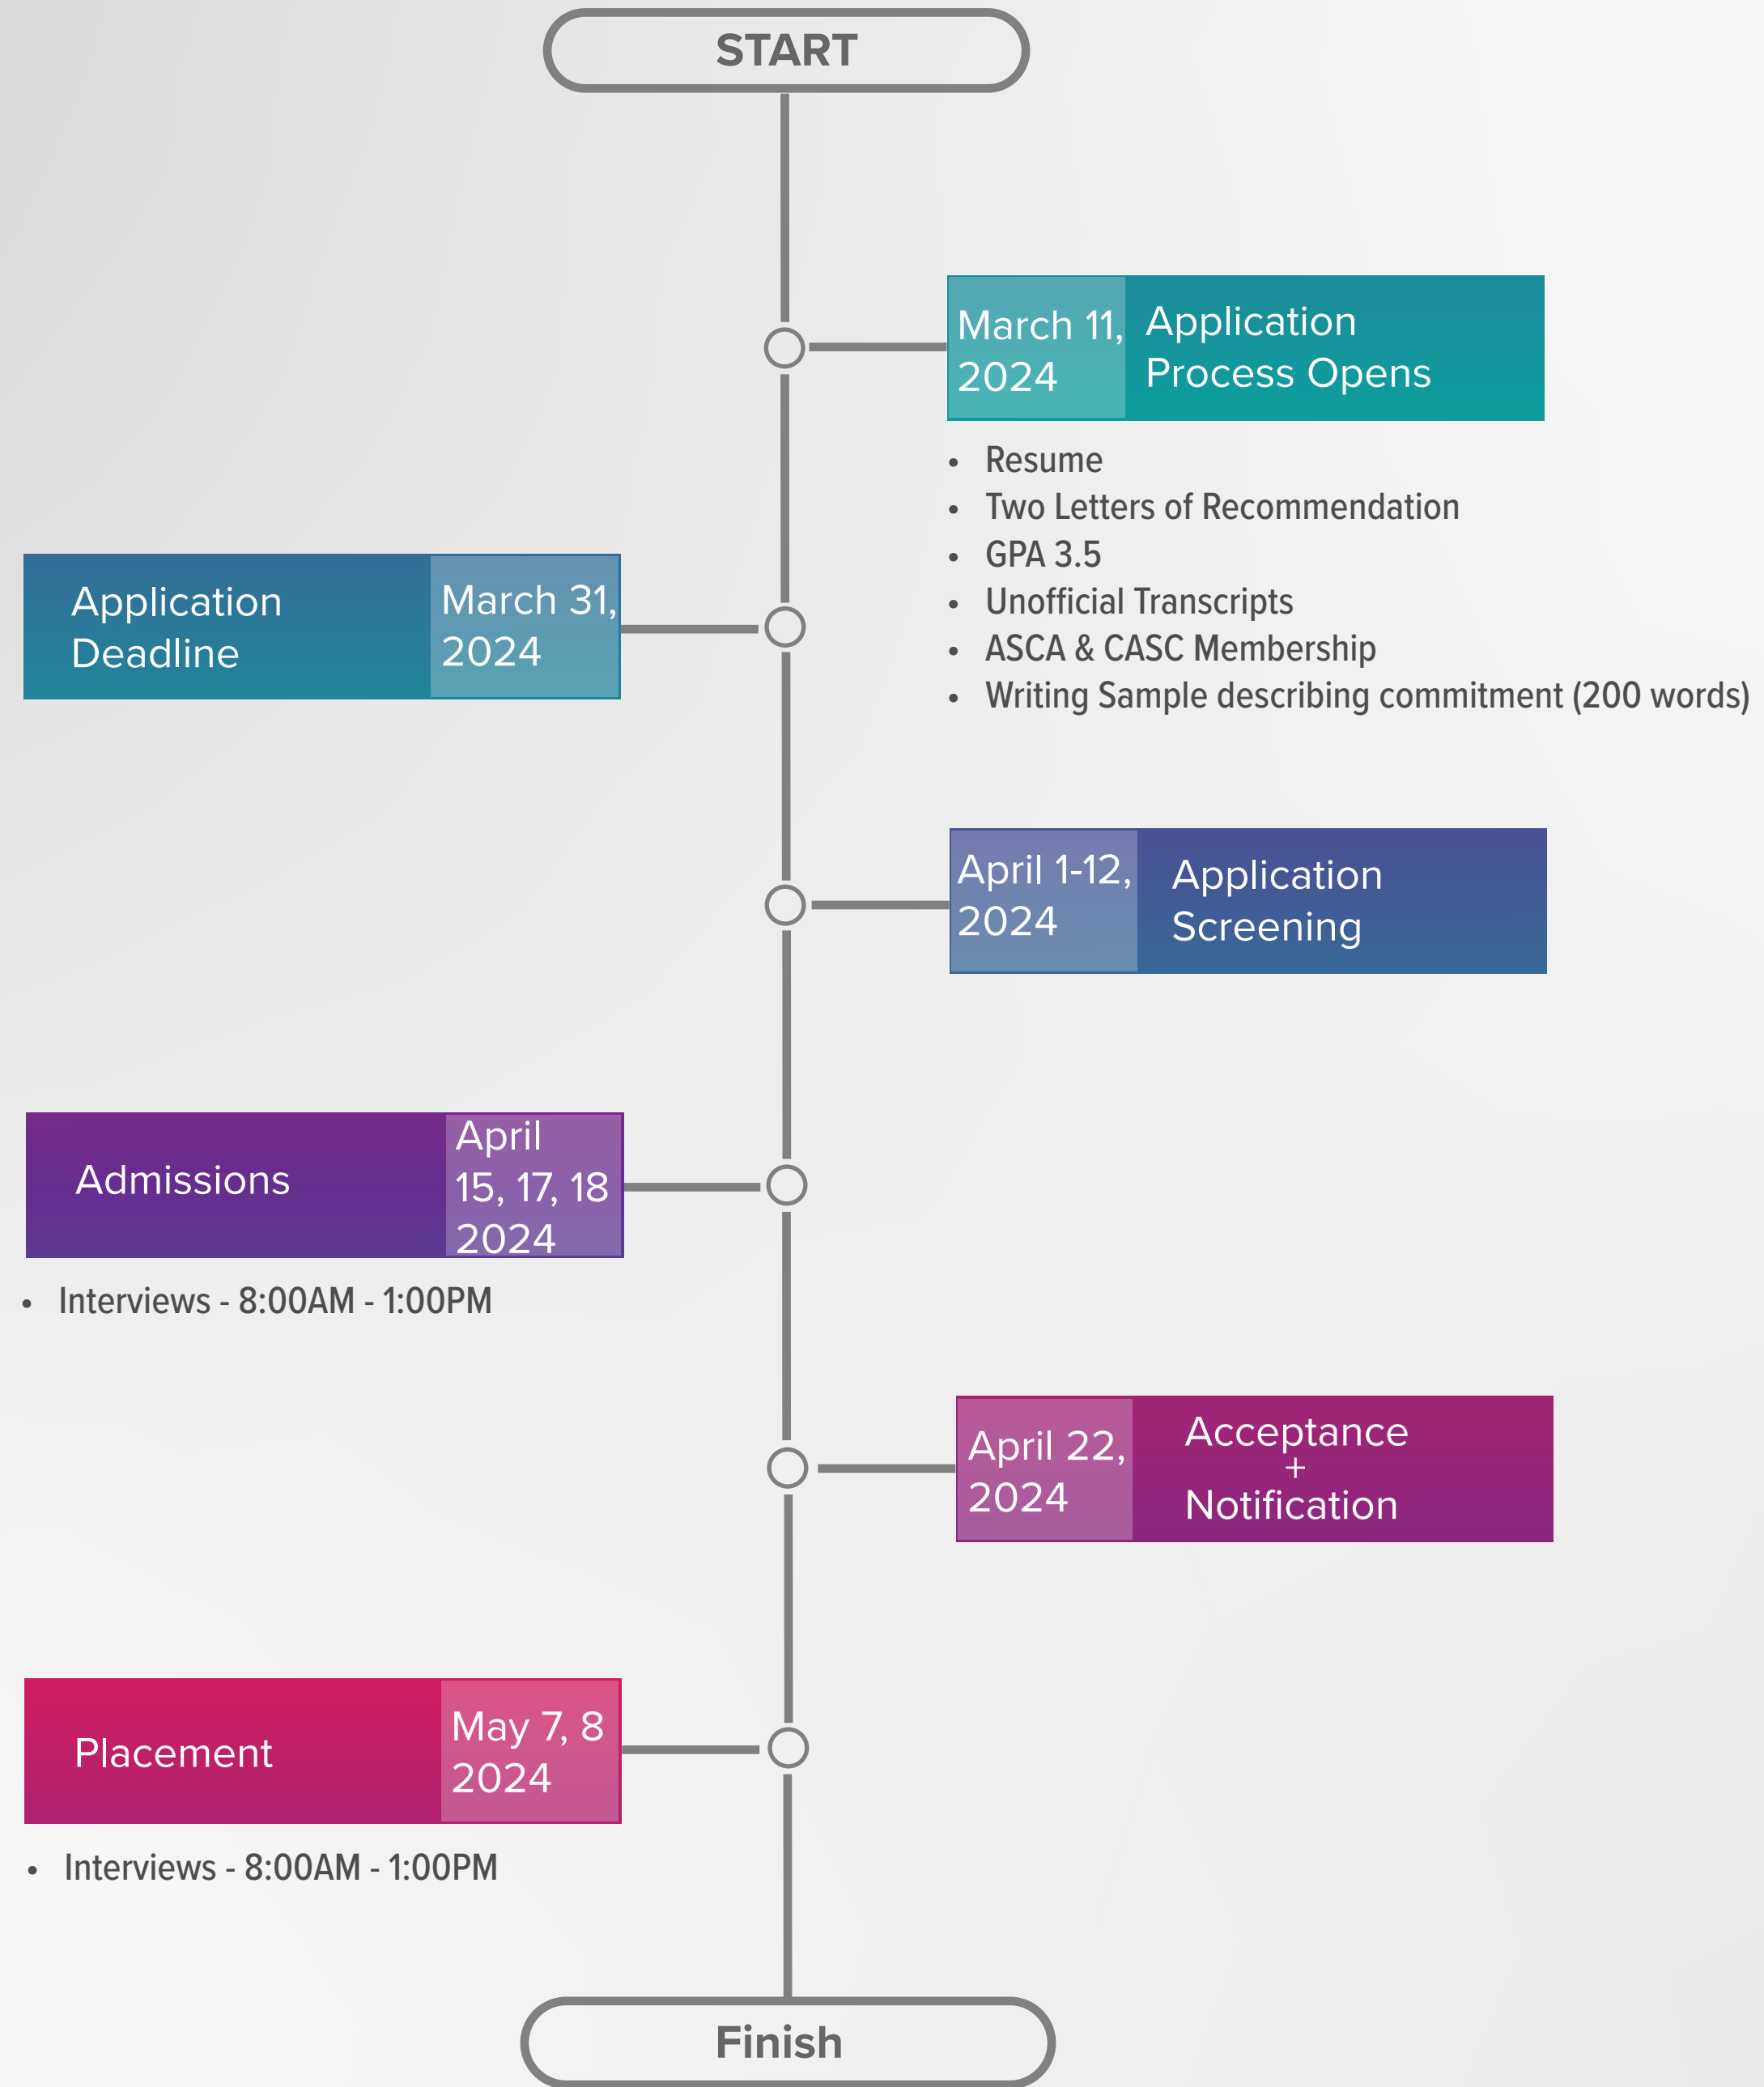 START
March 11,
2024
Application
Process Opens
• Resume
• Two Letters of Recommendation
• GPA 3.5
• Unofficial Transcripts
• ASCA & CASC Membership
• Writing Sample describing commitment (200 words)
Application
Deadline
March 31,
2024
April 1-12,
2024
Application
Screening
Admissions
April
15, 17, 18
2024
• Interviews - 8:00AM - 1:00PM
April 22,
2024
Acceptance
+
Notification
Placement
May 7, 8
2024
• Interviews - 8:00AM - 1:00PM
Finish